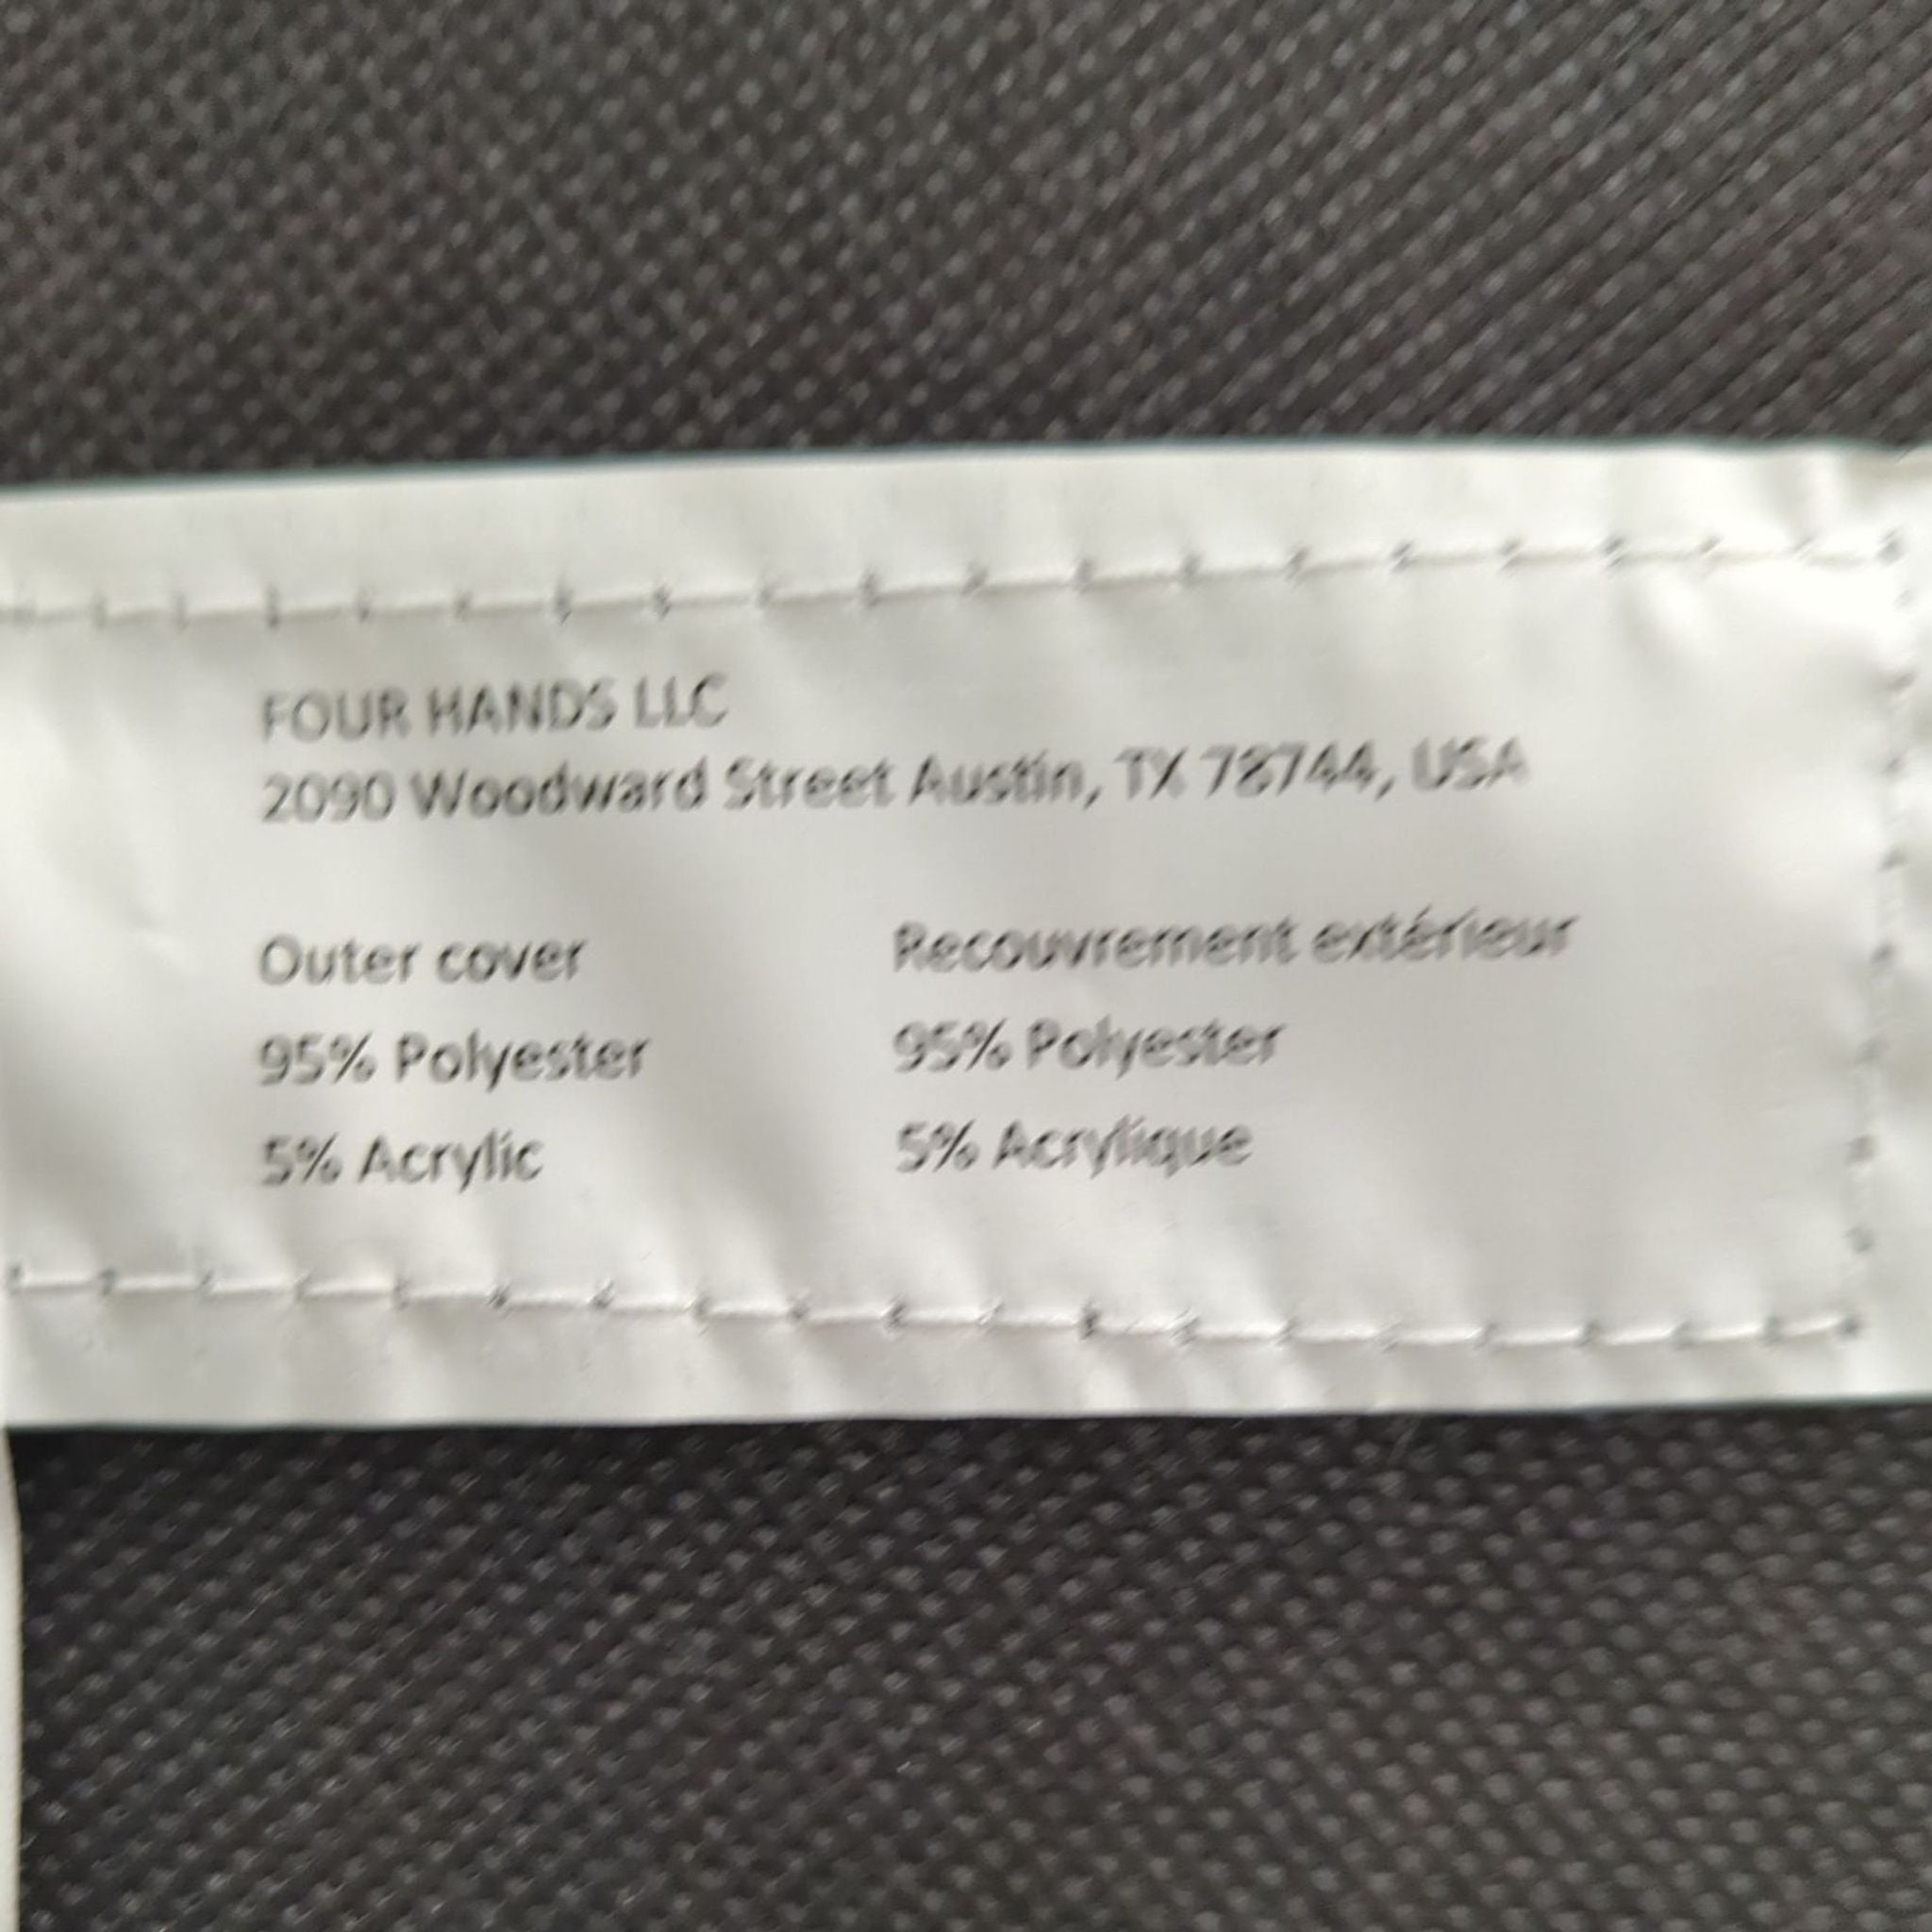 FOUR HANDS LLC
2090 Woodward Street Austin, TX 78744, USA
Outer cover
95% Polyester
5% Acrylic
Recouvrement extérieur
95% Polyester
5% Acrylique